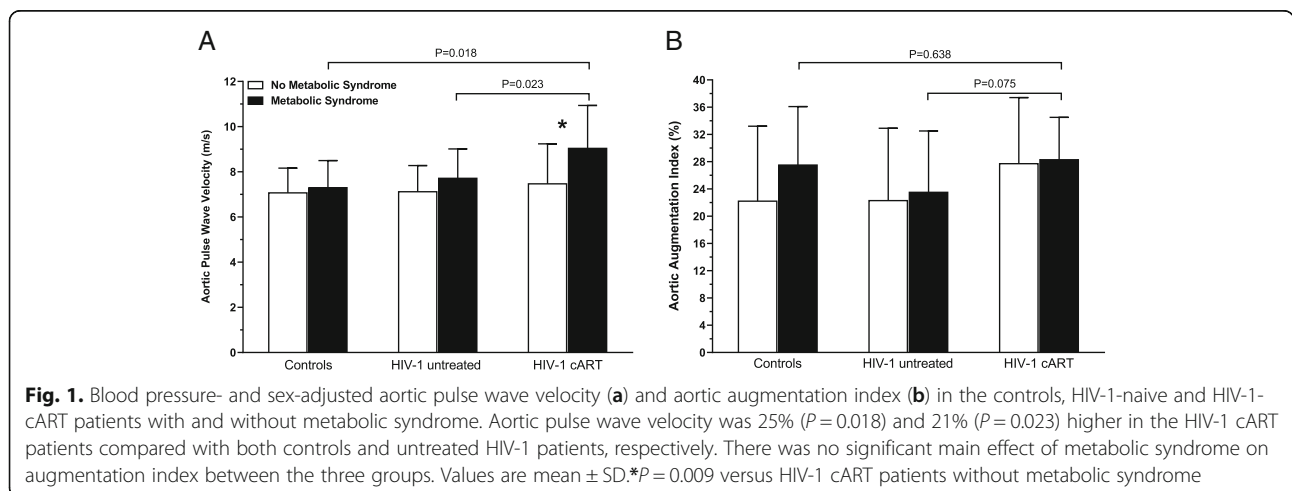 A
P=0.018
No Metabolic Syndrome
Metabolic Syndrome
P=0.023
*
Aortic Pulse Wave Velocity (m/s)
12
10
8
6
4
2
0
Controls
HIV-1 untreated
HIV-1 cART
B
P=0.638
P=0.075
Aortic Augmentation Index (%)
40
36
32
28
24
20
16
12
8
4
0
Controls
HIV-1 untreated
HIV-1 cART
Fig. 1. Blood pressure- and sex-adjusted aortic pulse wave velocity (a) and aortic augmentation index (b) in the controls, HIV-1-naive and HIV-1-
cART patients with and without metabolic syndrome. Aortic pulse wave velocity was 25% (P = 0.018) and 21% (P = 0.023) higher in the HIV-1 cART
patients compared with both controls and untreated HIV-1 patients, respectively. There was no significant main effect of metabolic syndrome on
augmentation index between the three groups. Values are mean ± SD.*P = 0.009 versus HIV-1 cART patients without metabolic syndrome